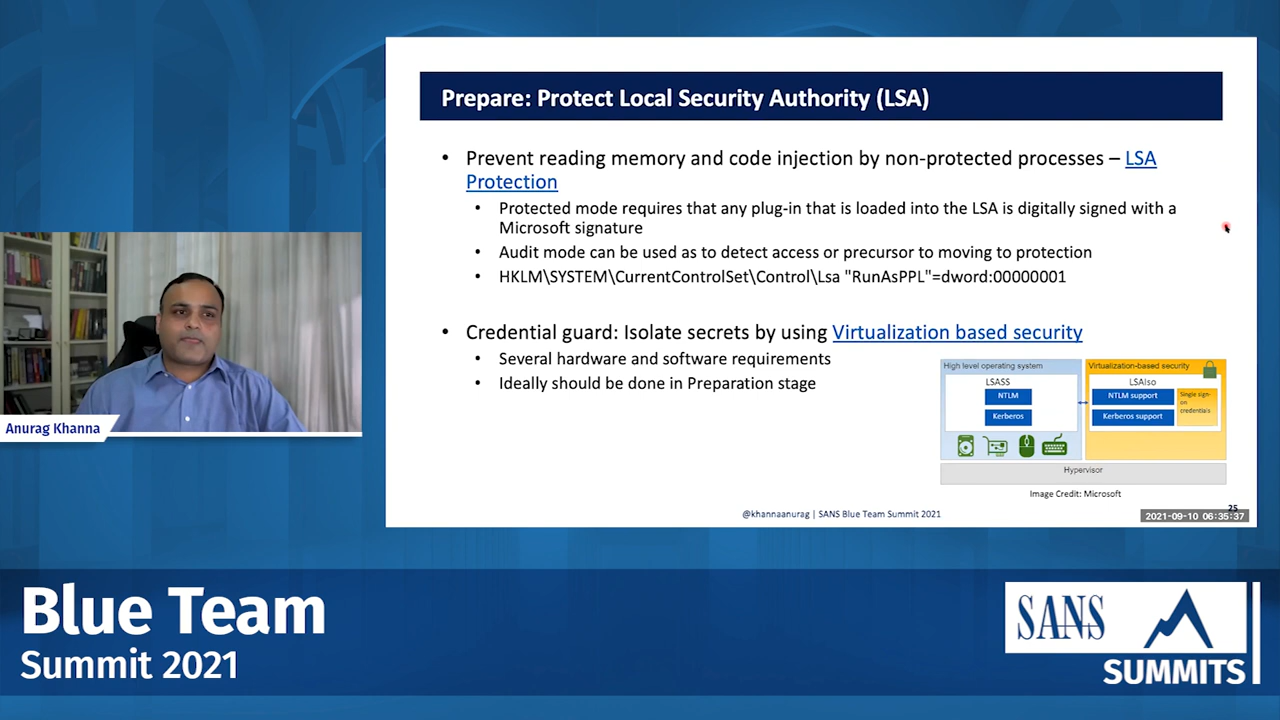 Prepare: Protect Local Security Authority (LSA)
• Prevent reading memory and code injection by non-protected processes – LSA
Protection
• Protected mode requires that any plug-in that is loaded into the LSA is digitally signed with a
Microsoft signature
• Audit mode can be used as to detect access or precursor to moving to protection
• HKLM\SYSTEM\CurrentControlSet\Control\Lsa "RunAsPPL"=dword:00000001
• Credential guard: Isolate secrets by using Virtualization based security
• Several hardware and software requirements
• Ideally should be done in Preparation stage
High level operating system
LSASS
NTLM
Kerberos
Virtualization-based security
LSAIso
NTLM support
Kerberos support
Single sign-
on
credentials
Hypervisor
Image Credit: Microsoft
@khannaanurag | SANS Blue Team Summit 2021
25
2021-09-10 06:35:37
Anurag Khanna
Blue Team
Summit 2021
SANS
SUMMITS